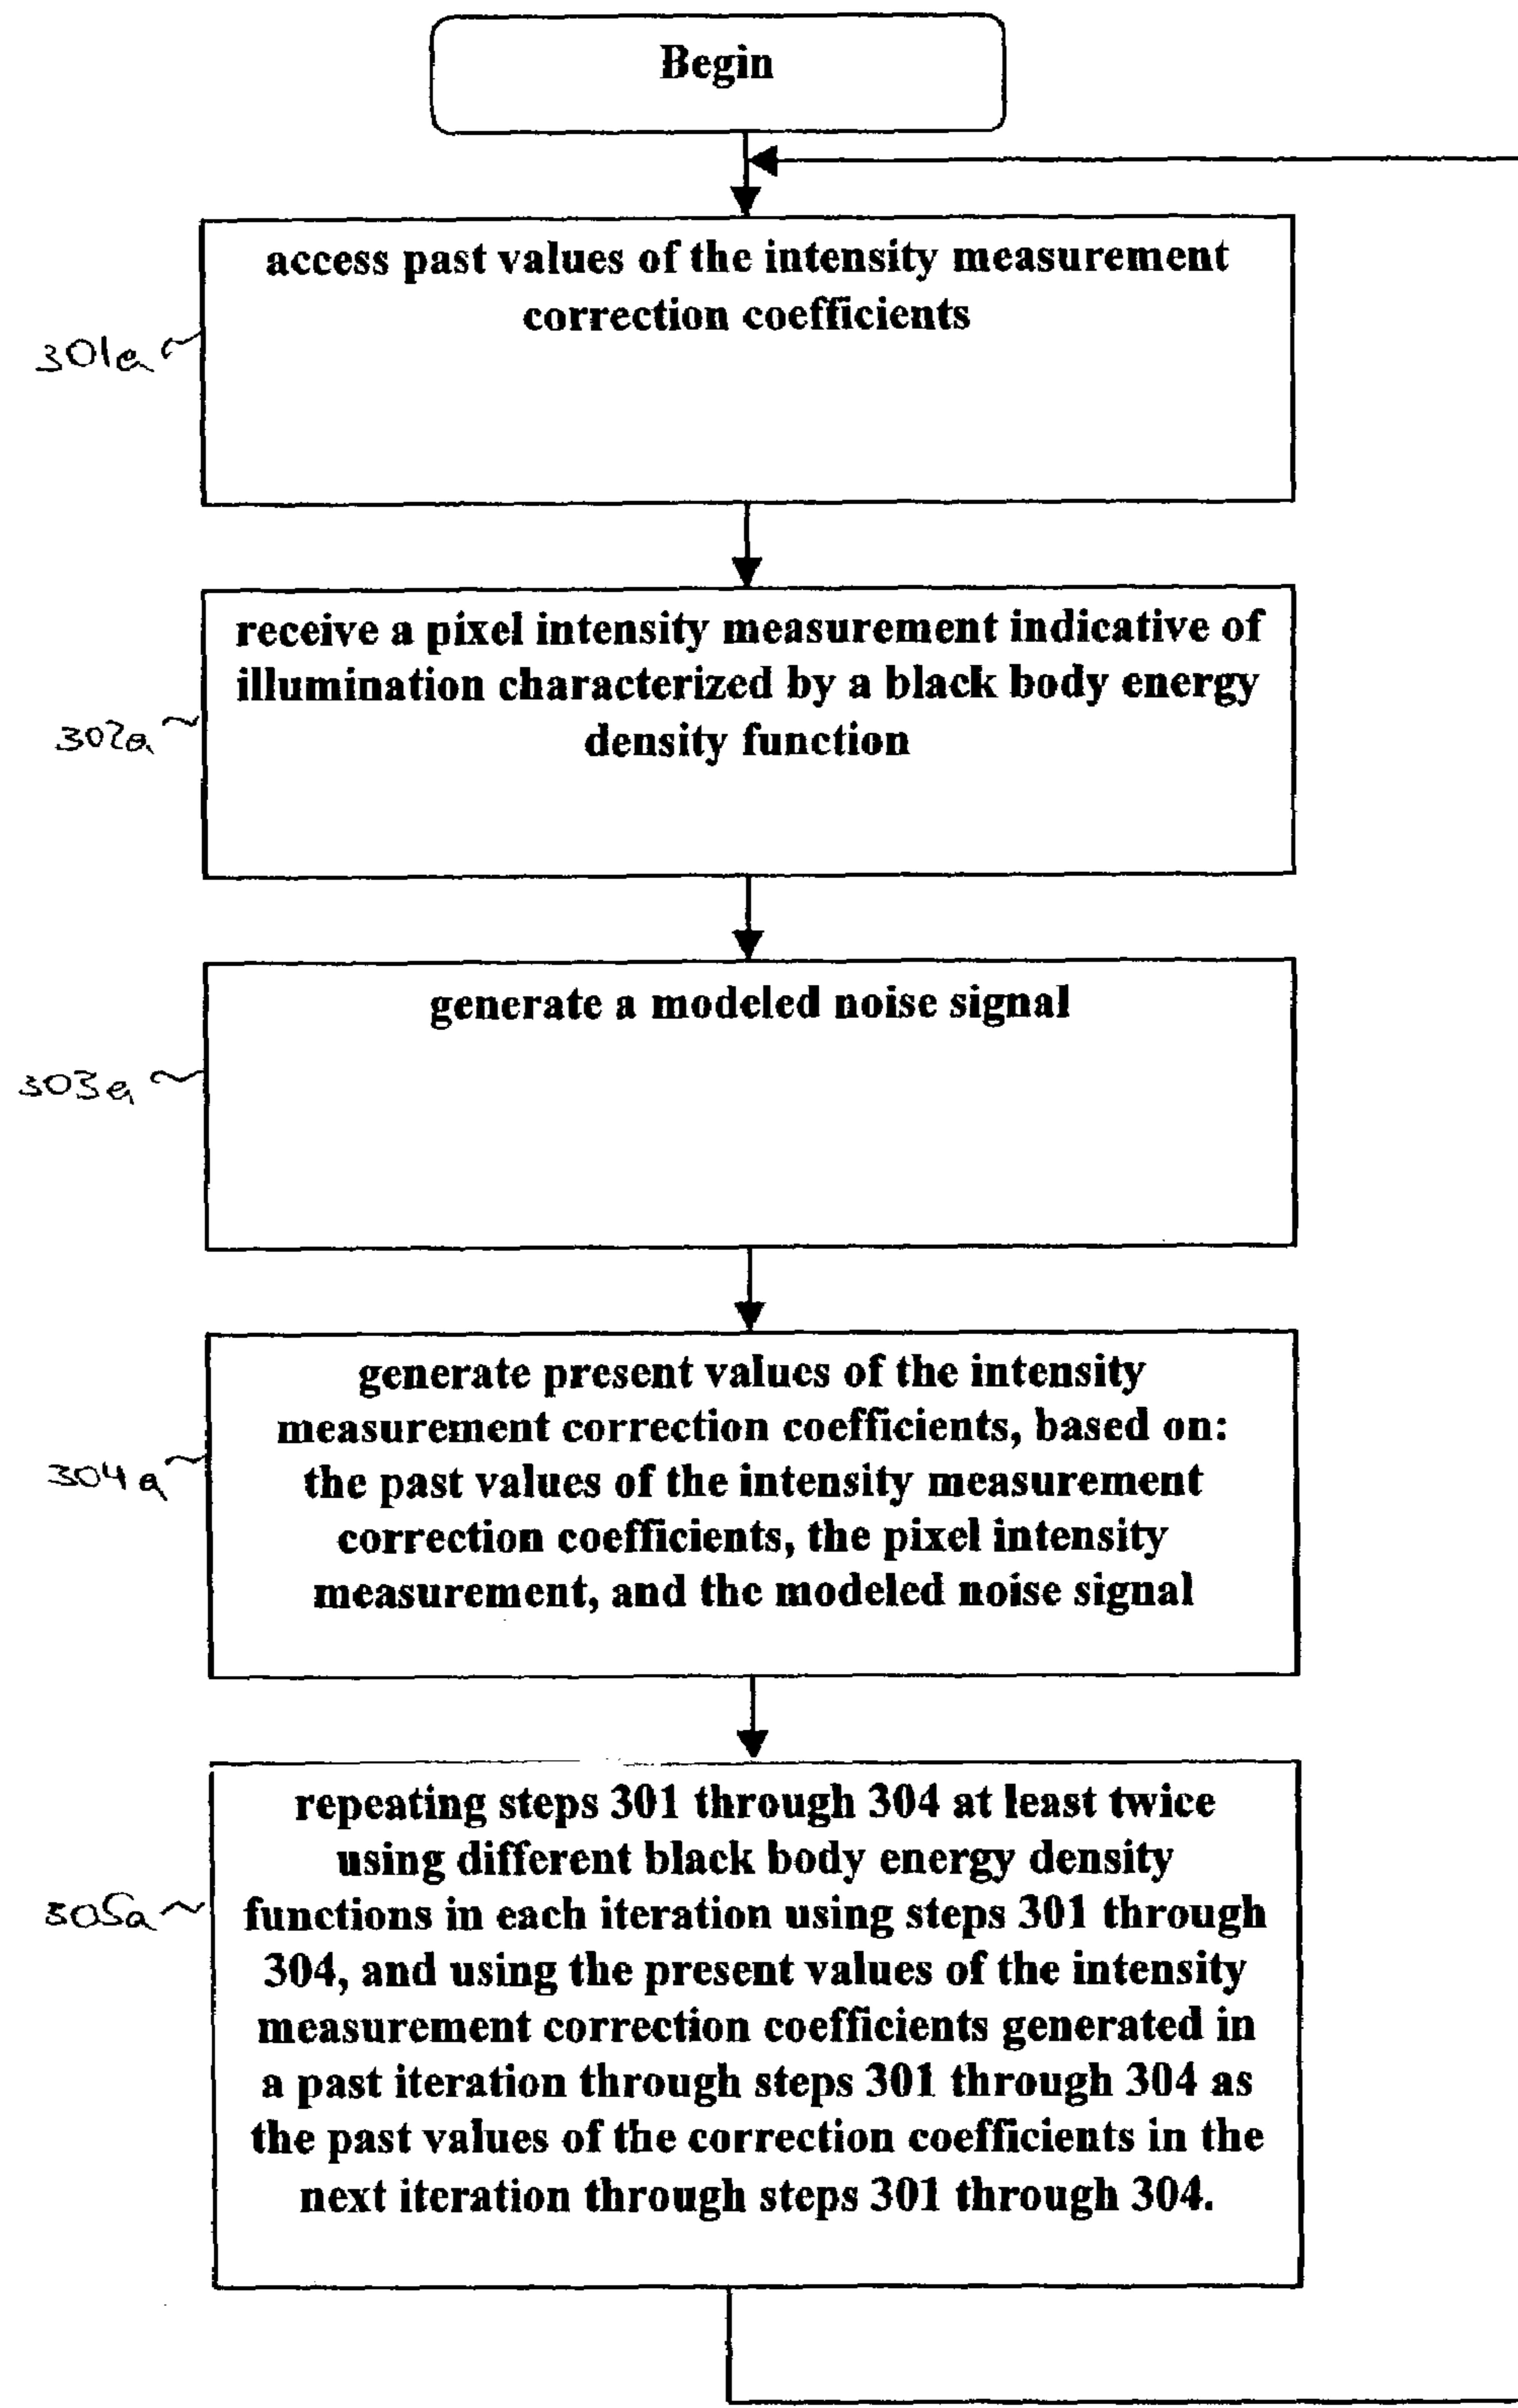 Begin
access past values of the intensity measurement
correction coefficients
301a
receive a pixel intensity measurement indicative of
illumination characterized by a black body energy
density function
302a
generate a modeled noise signal
303a
generate present values of the intensity
measurement correction coefficients, based on:
the past values of the intensity measurement
correction coefficients, the pixel intensity
measurement, and the modeled noise signal
304a
repeating steps 301 through 304 at least twice
using different black body energy density
functions in each iteration using steps 301 through
304, and using the present values of the intensity
measurement correction coefficients generated in
a past iteration through steps 301 through 304 as
the past values of the correction coefficients in the
next iteration through steps 301 through 304.
305a